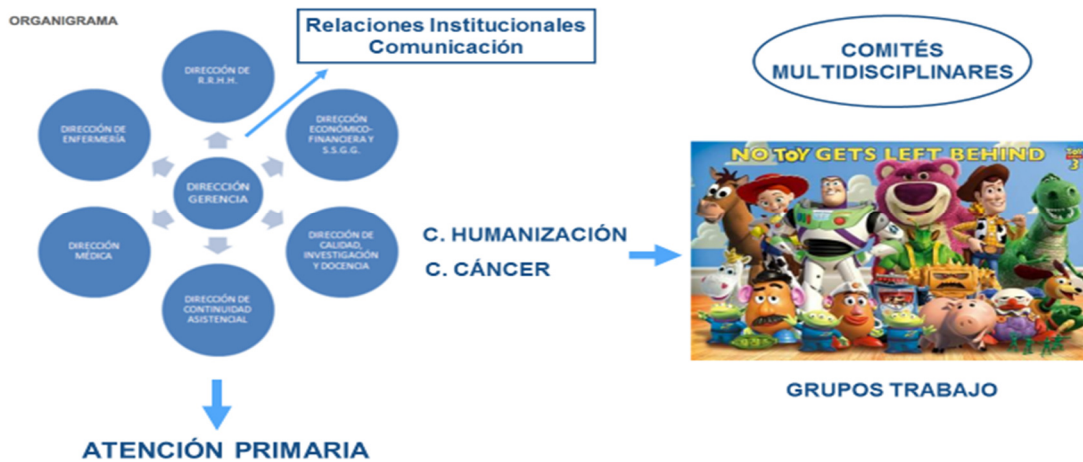 ORGANIGRAMA
Relaciones Institucionales
Comunicación
COMITÉS
MULTIDISCIPLINARES
DIRECCIÓN DE
R.R.H.H.
DIRECCIÓN DE
ENFERMERÍA
DIRECCIÓN
ECONÓMICO-
FINANCIERA Y
S.S.G.G.
DIRECCIÓN
GERENCIA
DIRECCIÓN
MÉDICA
DIRECCIÓN DE
CALIDAD,
INVESTIGACIÓN
Y DOCENCIA
DIRECCIÓN DE
CONTINUIDAD
ASISTENCIAL
C. HUMANIZACIÓN
C. CÁNCER
NO TOY GETS LEFT BEHIND
TOY
3
GRUPOS TRABAJO
ATENCIÓN PRIMARIA